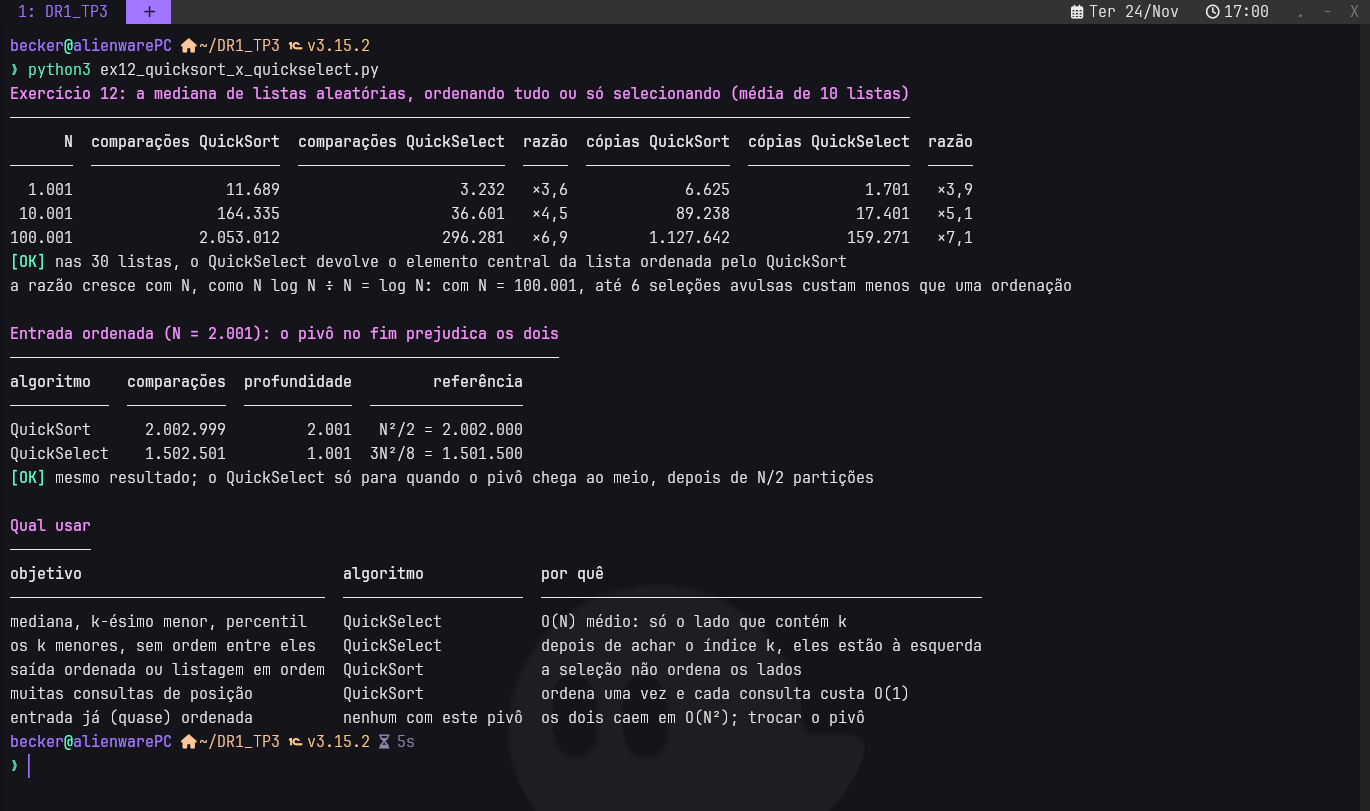 1: DR1_TP3 + Ter 24/Nov 17:00 . - X
becker@alienwarePC ~/DR1_TP3 v3.15.2
❯ python3 ex12_quicksort_x_quickselect.py
Exercício 12: a mediana de listas aleatórias, ordenando tudo ou só selecionando (média de 10 listas)
N comparações QuickSort comparações QuickSelect razão cópias QuickSort cópias QuickSelect razão
1.001 11.689 3.232 ×3,6 6.625 1.701 ×3,9
10.001 164.335 36.601 ×4,5 89.238 17.401 ×5,1
100.001 2.053.012 296.281 ×6,9 1.127.642 159.271 ×7,1
[OK] nas 30 listas, o QuickSelect devolve o elemento central da lista ordenada pelo QuickSort
a razão cresce com N, como N log N ÷ N = log N: com N = 100.001, até 6 seleções avulsas custam menos que uma ordenação
Entrada ordenada (N = 2.001): o pivô no fim prejudica os dois
algoritmo comparações profundidade referência
QuickSort 2.002.999 2.001 N²/2 = 2.002.000
QuickSelect 1.502.501 1.001 3N²/8 = 1.501.500
[OK] mesmo resultado; o QuickSelect só para quando o pivô chega ao meio, depois de N/2 partições
Qual usar
objetivo algoritmo por quê
mediana, k-ésimo menor, percentil QuickSelect O(N) médio: só o lado que contém k
os k menores, sem ordem entre eles QuickSelect depois de achar o índice k, eles estão à esquerda
saída ordenada ou listagem em ordem QuickSort a seleção não ordena os lados
muitas consultas de posição QuickSort ordena uma vez e cada consulta custa O(1)
entrada já (quase) ordenada nenhum com este pivô os dois caem em O(N²); trocar o pivô
becker@alienwarePC ~/DR1_TP3 v3.15.2 5s
❯